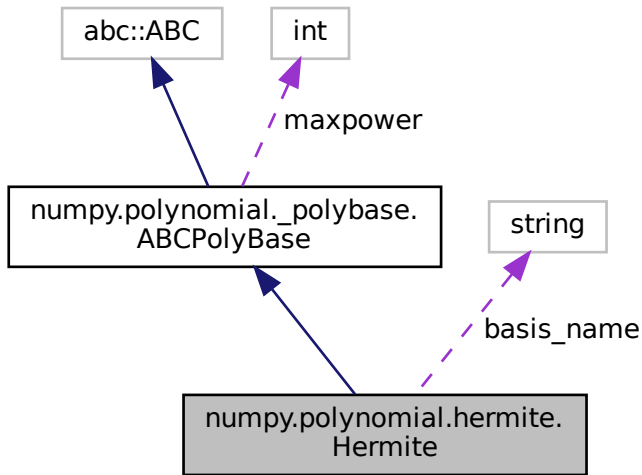 abc::ABC
int
maxpower
numpy.polynomial._polybase.
ABCPolyBase
string
basis_name
numpy.polynomial.hermite.
Hermite